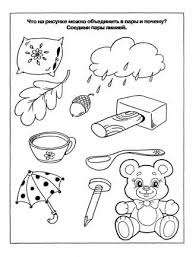 Что на рисунке можно объединить в пары и почему?
Соедини пары линией.